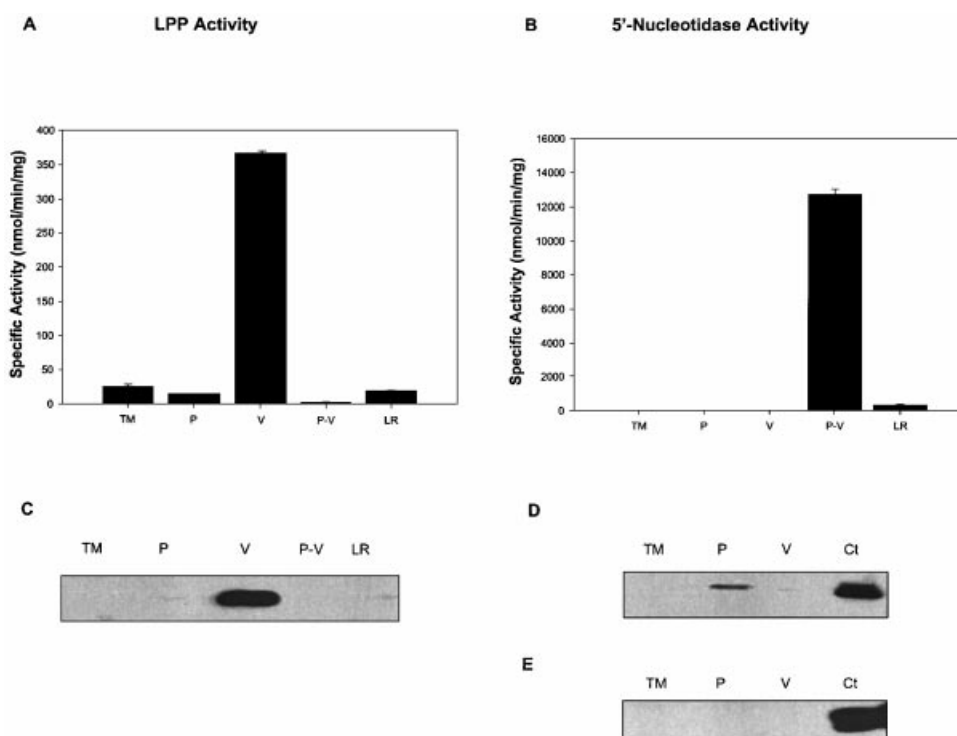 A LPP Activity
Specific Activity (nmol/min/mg)
400
350
300
250
200
150
100
50
0
TM P V P-V LR
B 5'-Nucleotidase Activity
Specific Activity (nmol/min/mg)
16000
14000
12000
10000
8000
6000
4000
2000
0
TM P V P-V LR
C
TM P V P-V LR
D
TM P V Ct
E
TM P V Ct